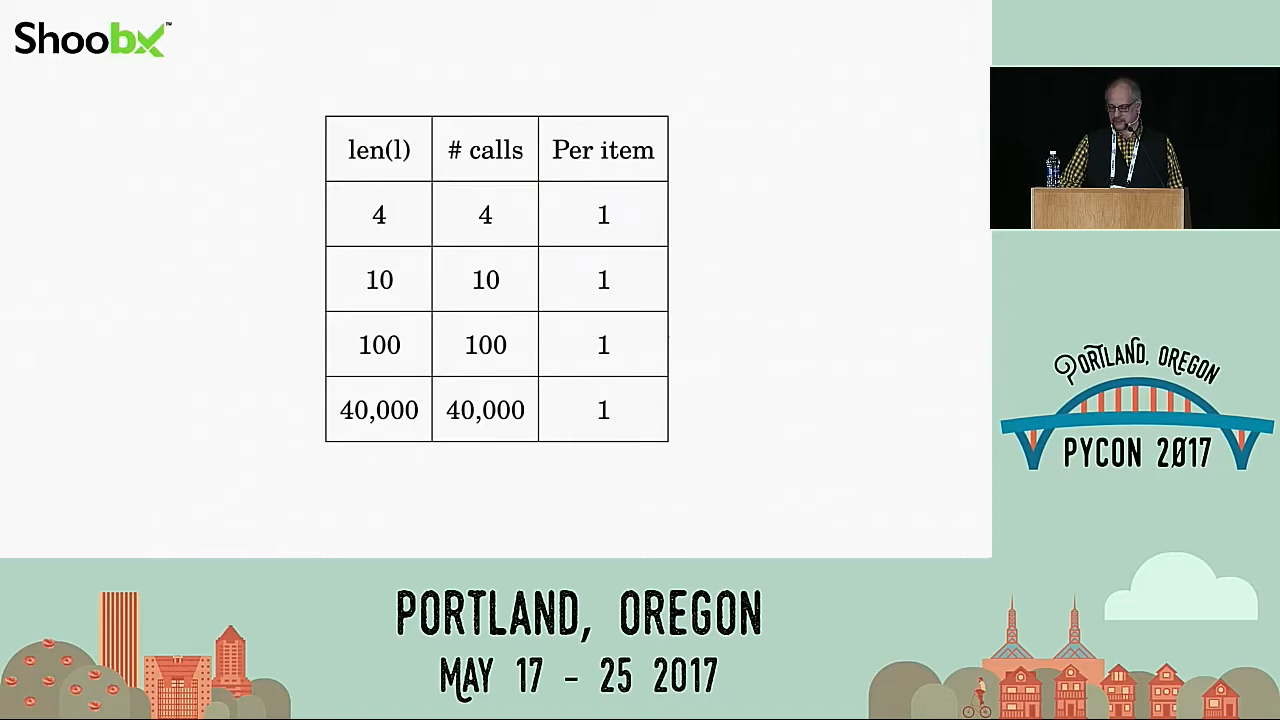 Shoobx™
len(l) # calls Per item
4 4 1
10 10 1
100 100 1
40,000 40,000 1
PORTLAND, OREGON
PYCON 2017
PORTLAND, OREGON
MAY 17 - 25 2017